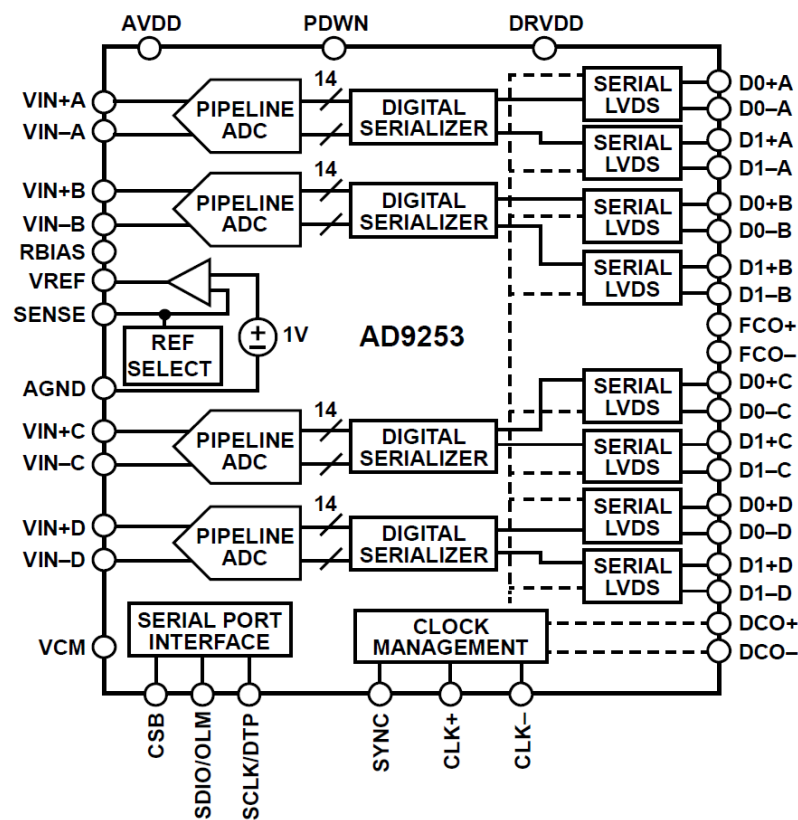 AVDD
PDWN
DRVDD
VIN+A
VIN–A
PIPELINE
ADC
14
DIGITAL
SERIALIZER
SERIAL
LVDS
D0+A
D0–A
SERIAL
LVDS
D1+A
D1–A
VIN+B
VIN–B
PIPELINE
ADC
14
DIGITAL
SERIALIZER
SERIAL
LVDS
D0+B
D0–B
SERIAL
LVDS
D1+B
D1–B
RBIAS
VREF
SENSE
REF
SELECT
+
–
1V
AGND
AD9253
FCO+
FCO–
VIN+C
VIN–C
PIPELINE
ADC
14
DIGITAL
SERIALIZER
SERIAL
LVDS
D0+C
D0–C
SERIAL
LVDS
D1+C
D1–C
VIN+D
VIN–D
PIPELINE
ADC
14
DIGITAL
SERIALIZER
SERIAL
LVDS
D0+D
D0–D
SERIAL
LVDS
D1+D
D1–D
VCM
SERIAL PORT
INTERFACE
CLOCK
MANAGEMENT
DCO+
DCO–
CSB
SDIO/OLM
SCLK/DTP
SYNC
CLK+
CLK–